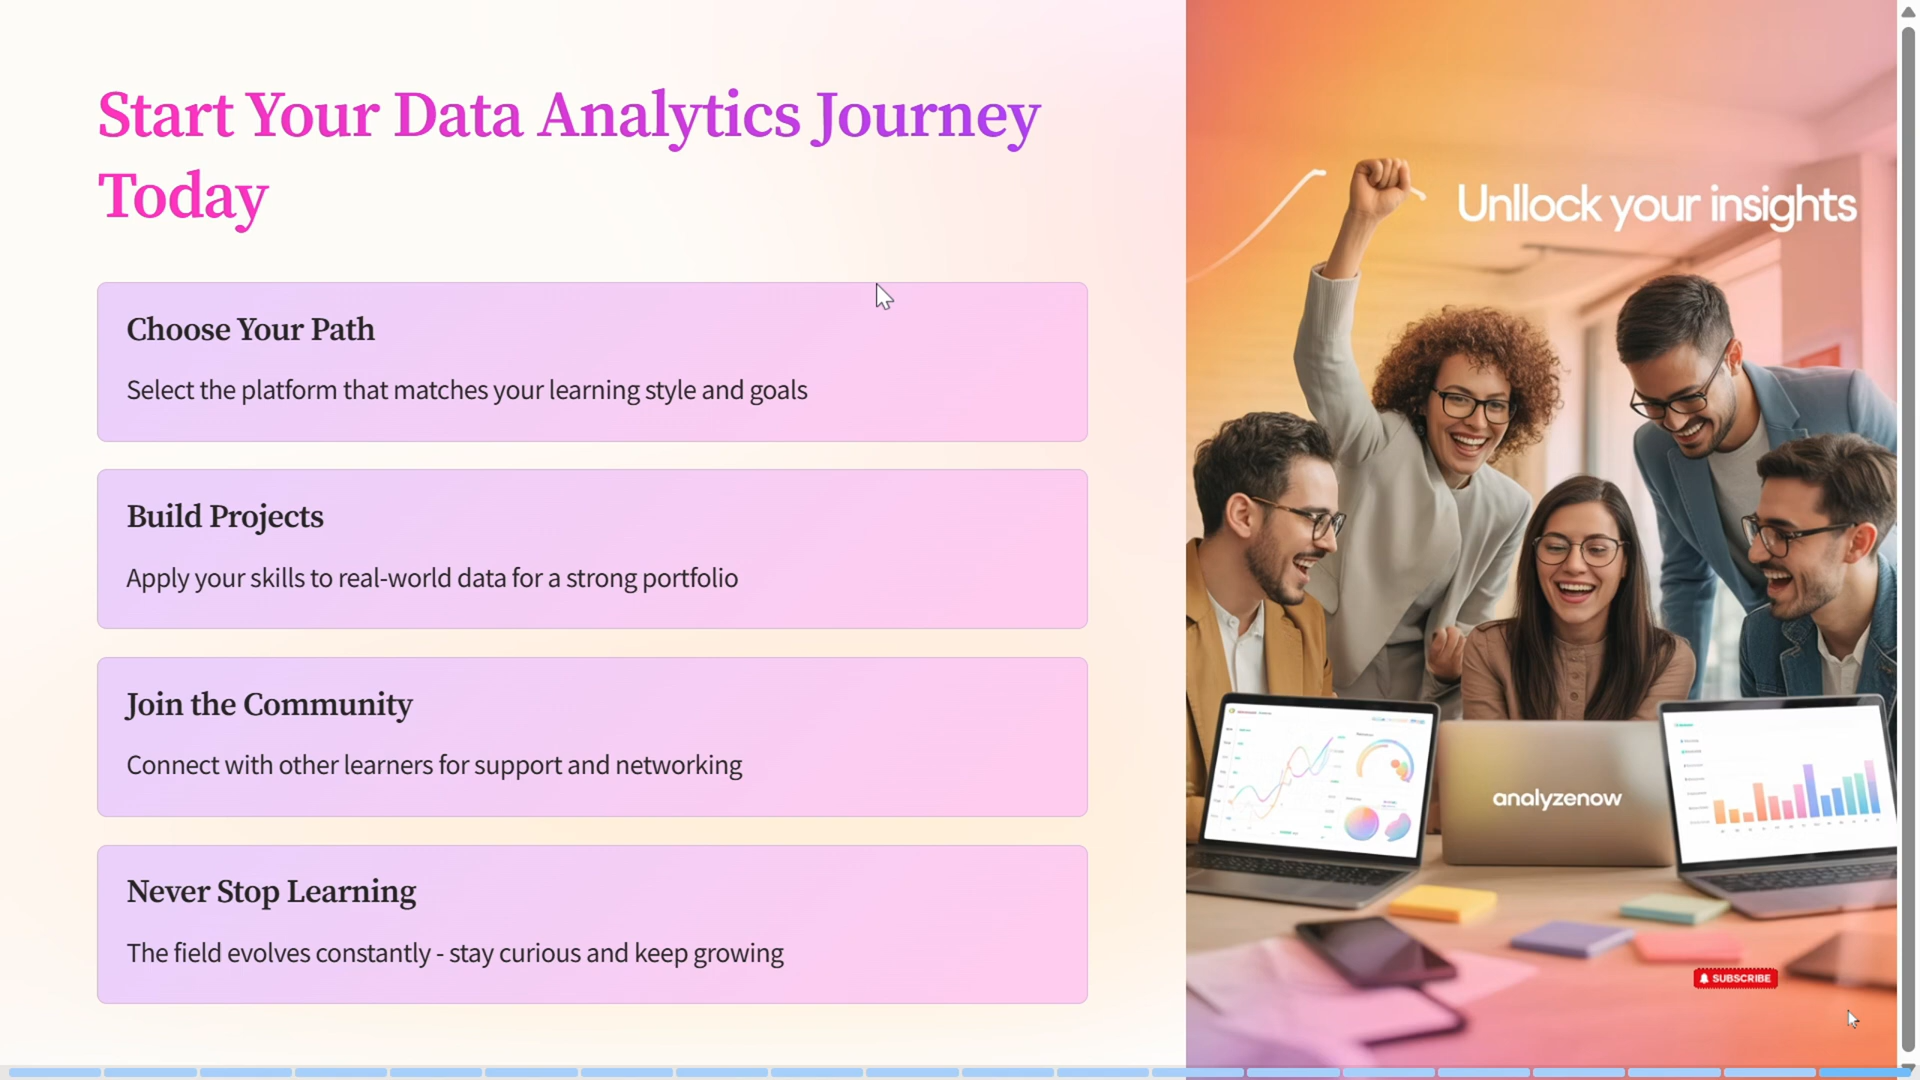 Start Your Data Analytics Journey
Today
Choose Your Path
Select the platform that matches your learning style and goals
Build Projects
Apply your skills to real-world data for a strong portfolio
Join the Community
Connect with other learners for support and networking
Never Stop Learning
The field evolves constantly - stay curious and keep growing
Unllock your insights
analyzenow
SUBSCRIBE